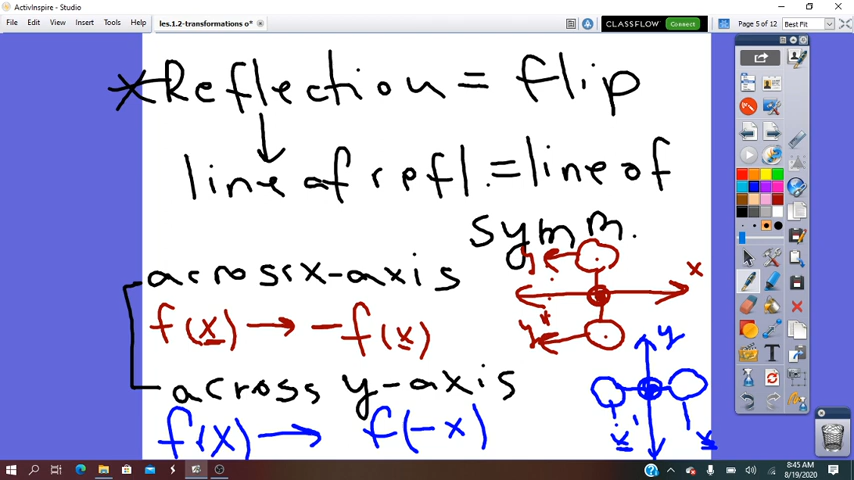 ActivInspire - Studio
File Edit View Insert Tools Help
les.1.2-transformations o*
CLASSFLOW Connect
Page 5 of 12
Best Fit
*Reflection = flip
line of refl. = line of
symm.
across x-axis
f(x) → -f(x)
y
x
y'
across y-axis
f(x) → f(-x)
y
x'
x
8:45 AM
8/19/2020